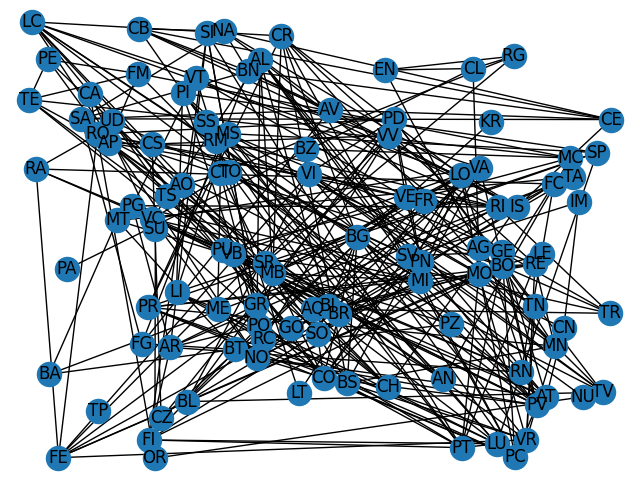 LC
CB
SI
NA
CR
PE
AL
BN
EN
CL
RG
FM
VT
PI
TE
CA
AV
SA
UD
RO
AP
SS
RM
MS
PD
VV
KR
CE
CS
BZ
MC
SP
RA
VI
TO
LO
VA
FC
TA
TS
AO
VE
FR
RI
IS
IM
PG
MT
VC
SU
BG
PA
PU
VB
SR
MB
SV
PN
MI
AG
GE
MO
BO
LE
RE
LI
PR
ME
GR
AQ
BI
BR
TN
TR
PO
GO
SO
PZ
CN
FG
AR
BT
RC
NO
MN
BA
LT
CO
BS
CH
AN
RN
TP
BL
CZ
PV
AT
NU
TV
FI
FE
OR
PT
LU
VR
PC